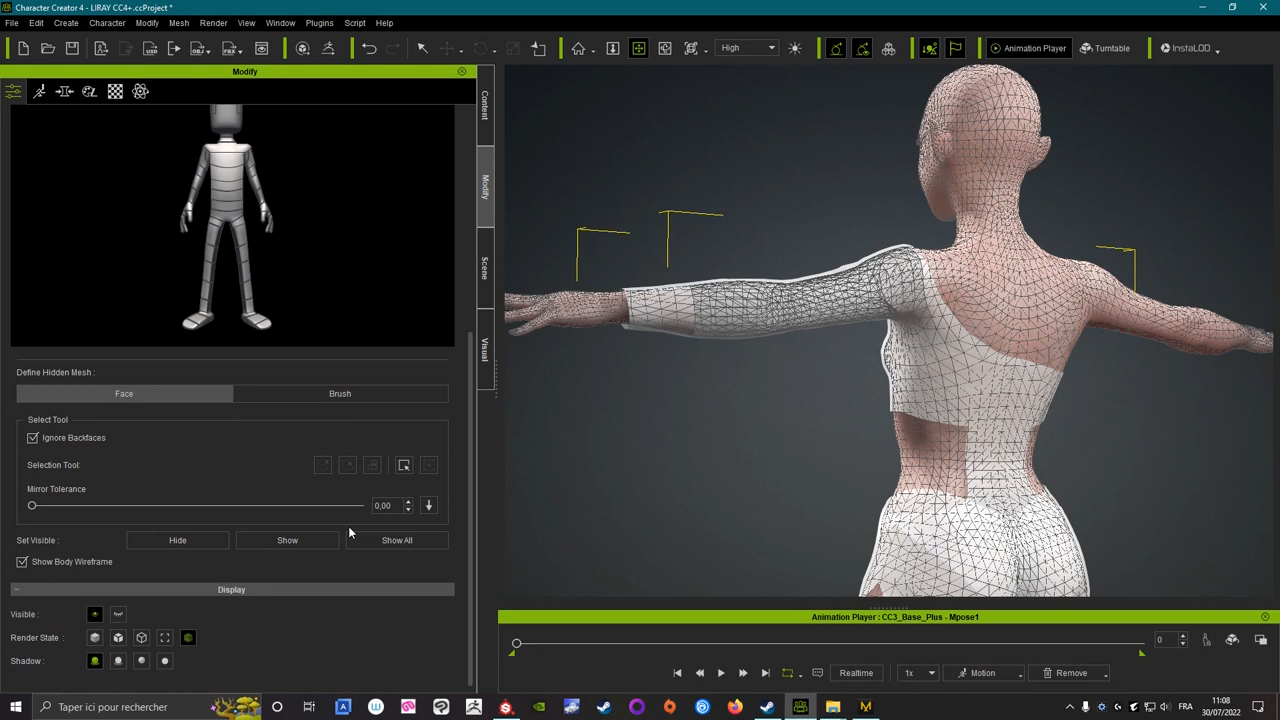 Character Creator 4 - LIRAY CC4+.ccProject *
File Edit Create Character Modify Mesh Render View Window Plugins Script Help
High Animation Player Turntable InstaLOD
Modify
Content
Modify
Scene
Visual
Define Hidden Mesh :
Face Brush
Select Tool
Ignore Backfaces
Selection Tool:
Mirror Tolerance
0,00
Set Visible : Hide Show Show All
Show Body Wireframe
Display
Visible :
Render State :
Shadow :
Animation Player : CC3_Base_Plus - Mpose1
0
Realtime 1x Motion Remove
Taper ici pour rechercher
FRA
11:08
30/07/2022